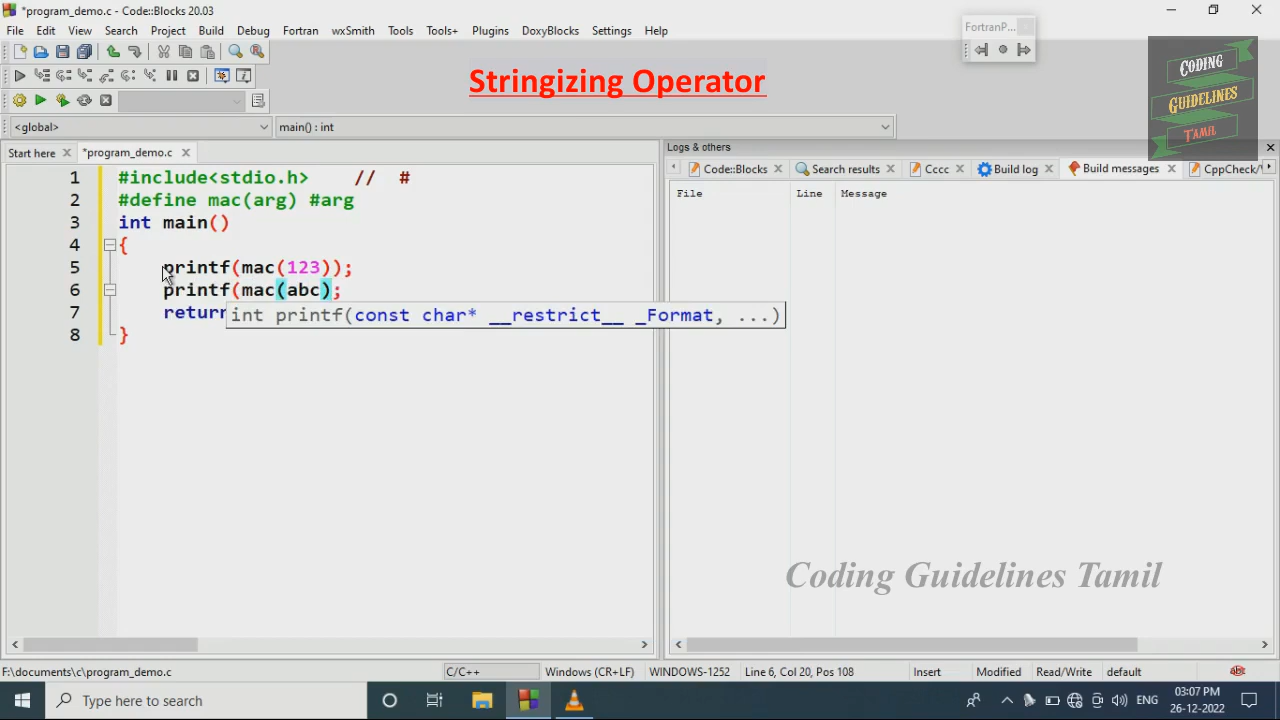 *program_demo.c - Code::Blocks 20.03
File Edit View Search Project Build Debug Fortran wxSmith Tools Tools+ Plugins DoxyBlocks Settings Help
FortranP...
Stringizing Operator
CODING
GUIDELINES
TAMIL
<global> main() : int
Start here *program_demo.c
Logs & others
Code::Blocks Search results Cccc Build log Build messages CppCheck/
File Line Message
1 #include<stdio.h> // #
2 #define mac(arg) #arg
3 int main()
4 {
5 printf(mac(123));
6 printf(mac(abc);
7 return
int printf(const char* __restrict__ _Format, ...)
8 }
Coding Guidelines Tamil
F:\documents\c\program_demo.c C/C++ Windows (CR+LF) WINDOWS-1252 Line 6, Col 20, Pos 108 Insert Modified Read/Write default
Type here to search
ENG
03:07 PM
26-12-2022